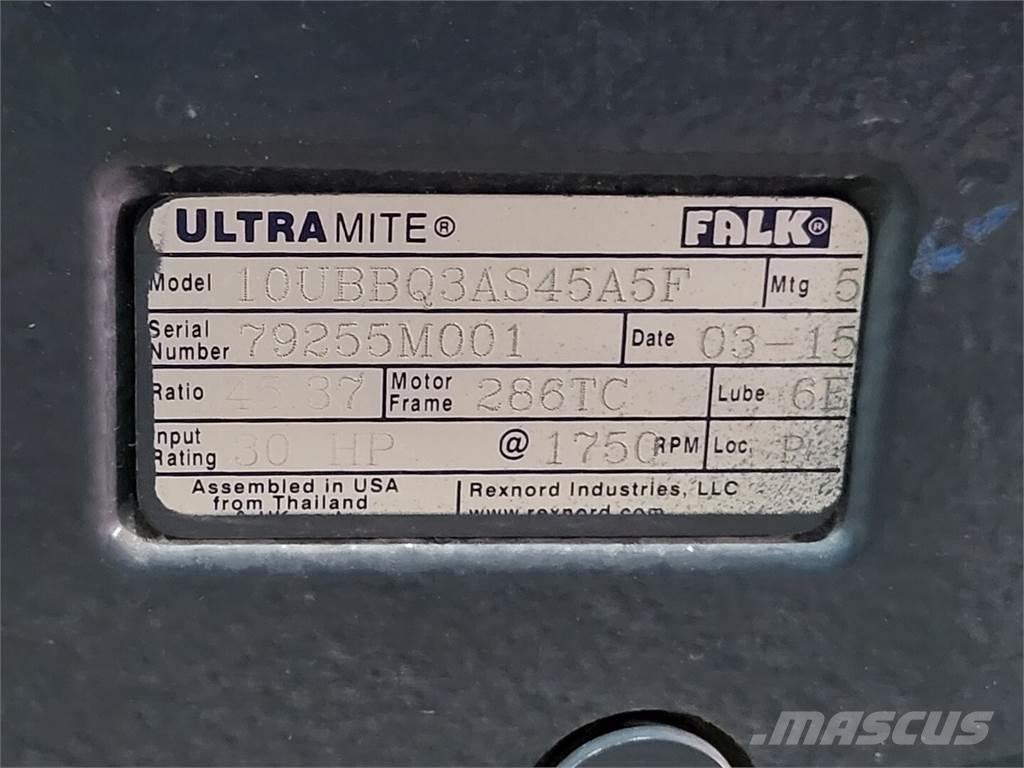 ULTRAMITE® FALK®
Model 10UBBQ3AS45A5F Mtg 5
Serial Number 79255M001 Date 03-15
Ratio 45.37 Motor Frame 286TC Lube 6E
Input Rating 30 HP @ 1750 RPM Loc. P
Assembled in USA Rexnord Industries, LLC
from Thailand www.rexnord.com
MASCUS